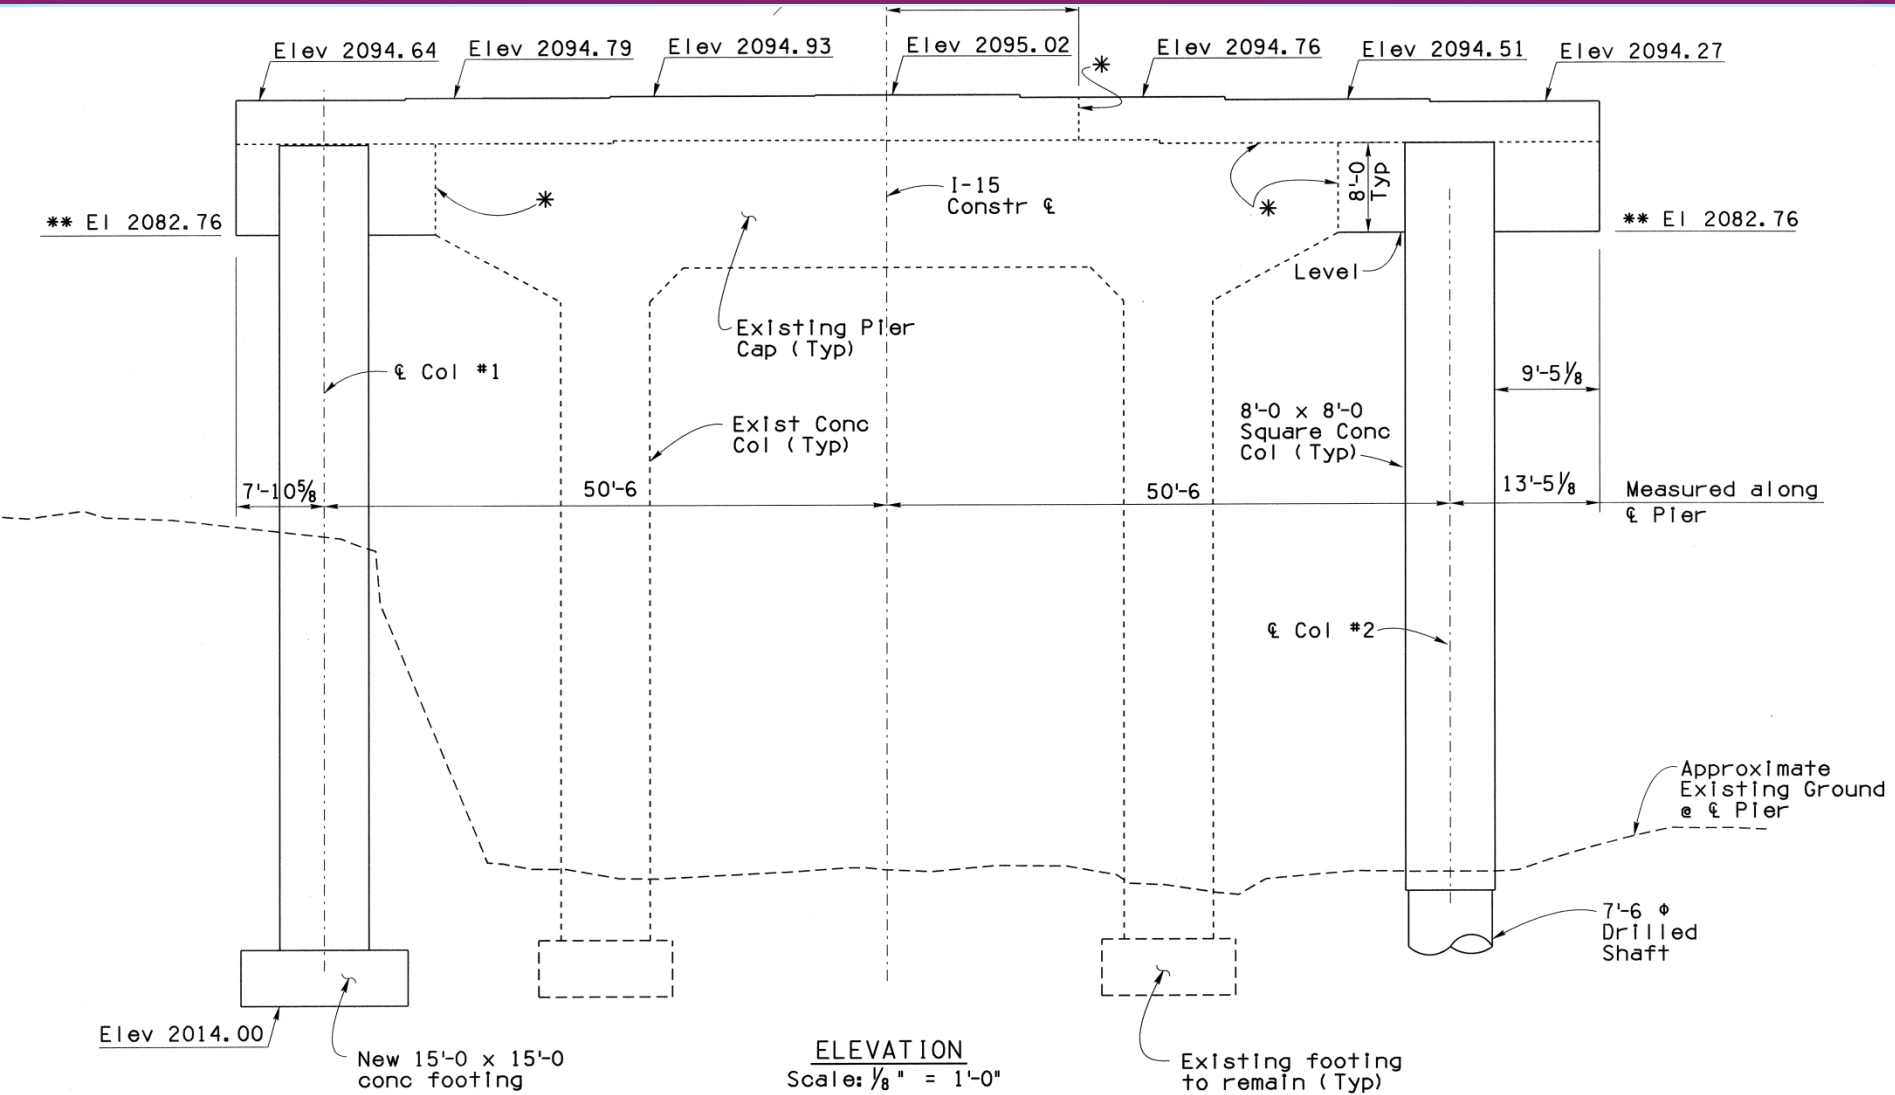 Elev 2094.64
Elev 2094.79
Elev 2094.93
Elev 2095.02
Elev 2094.76
Elev 2094.51
Elev 2094.27
*
** El 2082.76
*
I-15
Constr ℄
*
8'-0
Typ
** El 2082.76
Level
Existing Pier
Cap (Typ)
℄ Col #1
9'-5⅛
Exist Conc
Col (Typ)
8'-0 x 8'-0
Square Conc
Col (Typ)
7'-10⅝
50'-6
50'-6
13'-5⅛
Measured along
℄ Pier
℄ Col #2
Approximate
Existing Ground
@ ℄ Pier
7'-6 Φ
Drilled
Shaft
Elev 2014.00
New 15'-0 x 15'-0
conc footing
ELEVATION
Scale: ⅛" = 1'-0"
Existing footing
to remain (Typ)